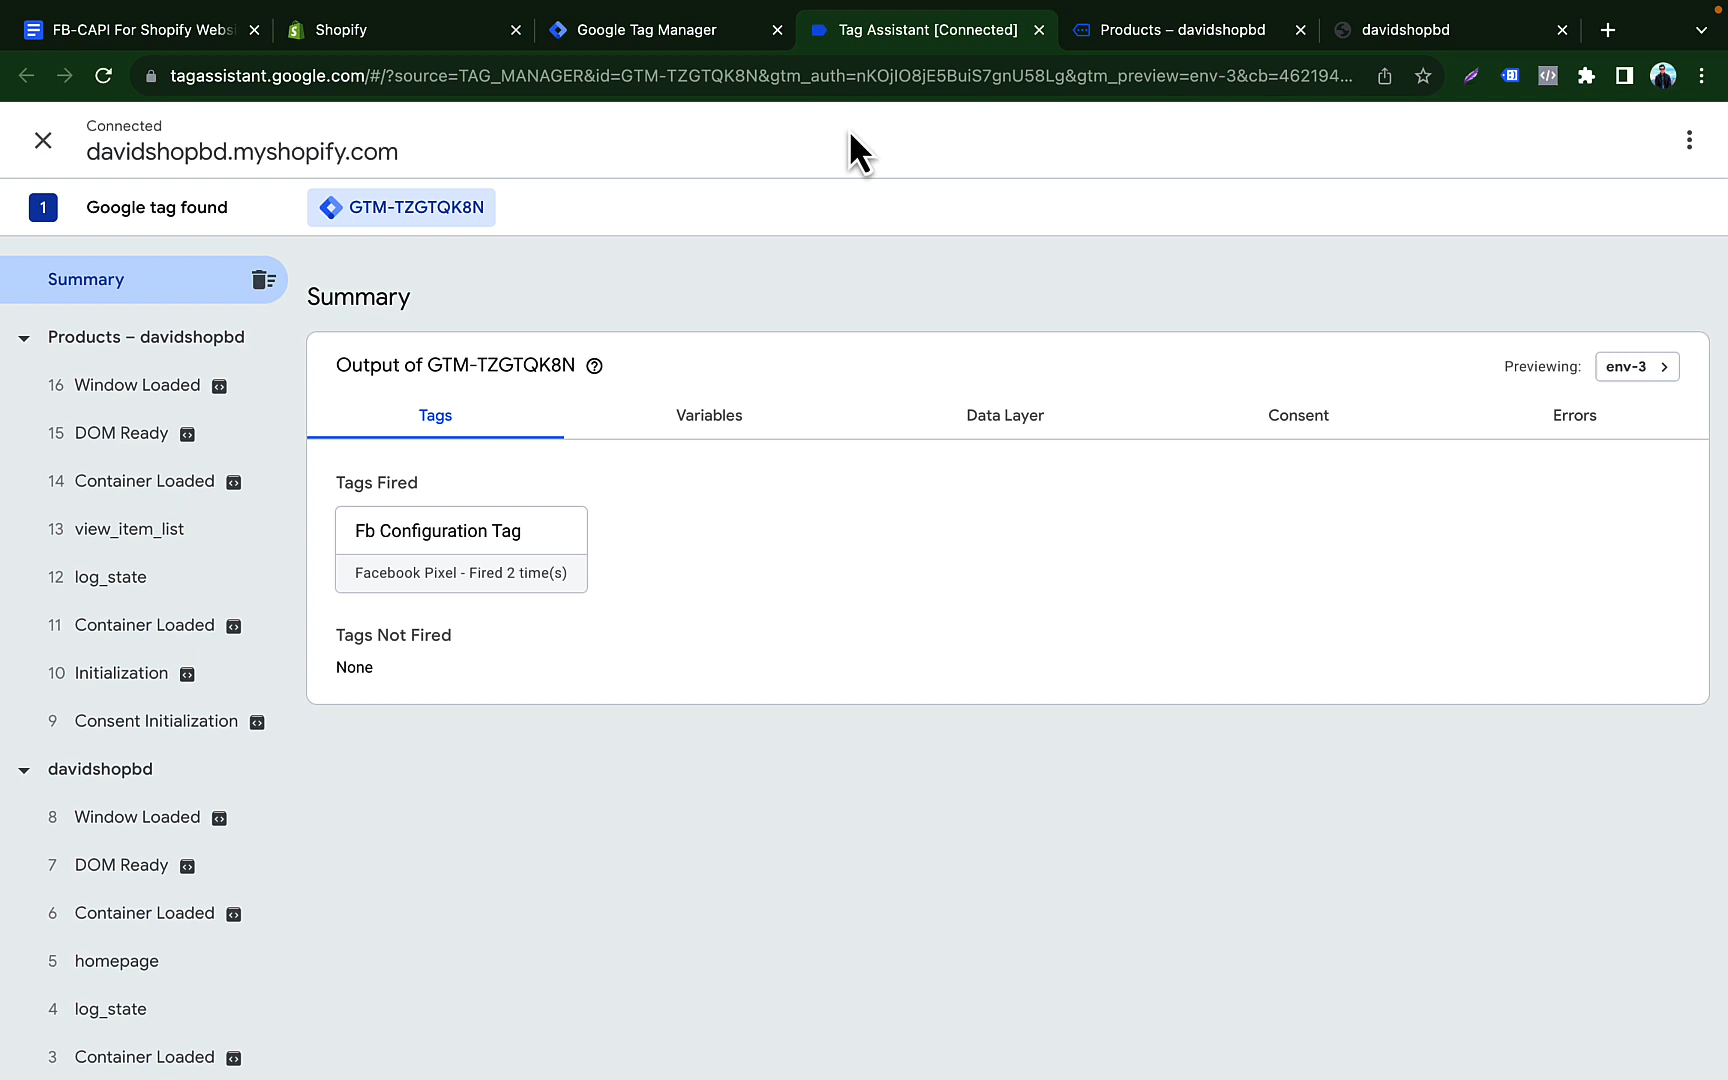 FB-CAPI For Shopify Webs
Shopify
Google Tag Manager
Tag Assistant [Connected]
Products – davidshopbd
davidshopbd
tagassistant.google.com/#/?source=TAG_MANAGER&id=GTM-TZGTQK8N&gtm_auth=nKOjIO8jE5BuiS7gnU58Lg&gtm_preview=env-3&cb=462194...
Connected
davidshopbd.myshopify.com
1
Google tag found
GTM-TZGTQK8N
Summary
Products – davidshopbd
16 Window Loaded
15 DOM Ready
14 Container Loaded
13 view_item_list
12 log_state
11 Container Loaded
10 Initialization
9 Consent Initialization
davidshopbd
8 Window Loaded
7 DOM Ready
6 Container Loaded
5 homepage
4 log_state
3 Container Loaded
Summary
Output of GTM-TZGTQK8N
Previewing: env-3
Tags
Variables
Data Layer
Consent
Errors
Tags Fired
Fb Configuration Tag
Facebook Pixel - Fired 2 time(s)
Tags Not Fired
None